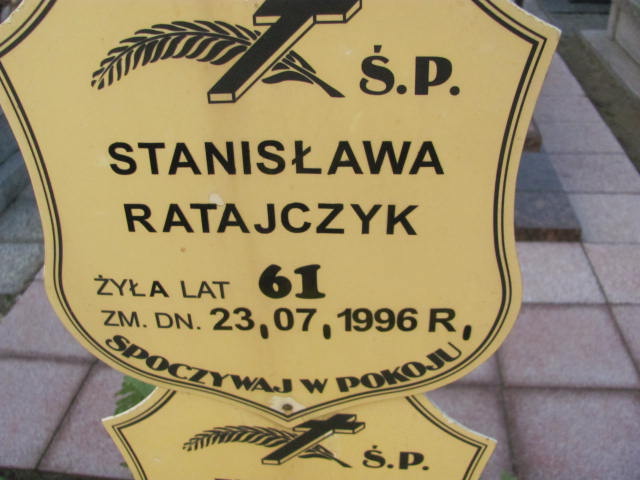 Ś.P.
STANISŁAWA
RATAJCZYK
ŻYŁA LAT 61
ZM. DN. 23,07,1996 R,
SPOCZYWAJ W POKOJU
Ś.P.